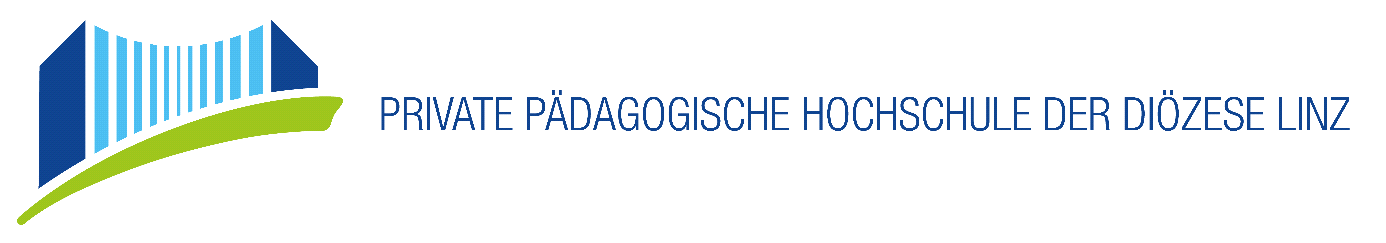 PRIVATE PÄDAGOGISCHE HOCHSCHULE DER DIÖZESE LINZ